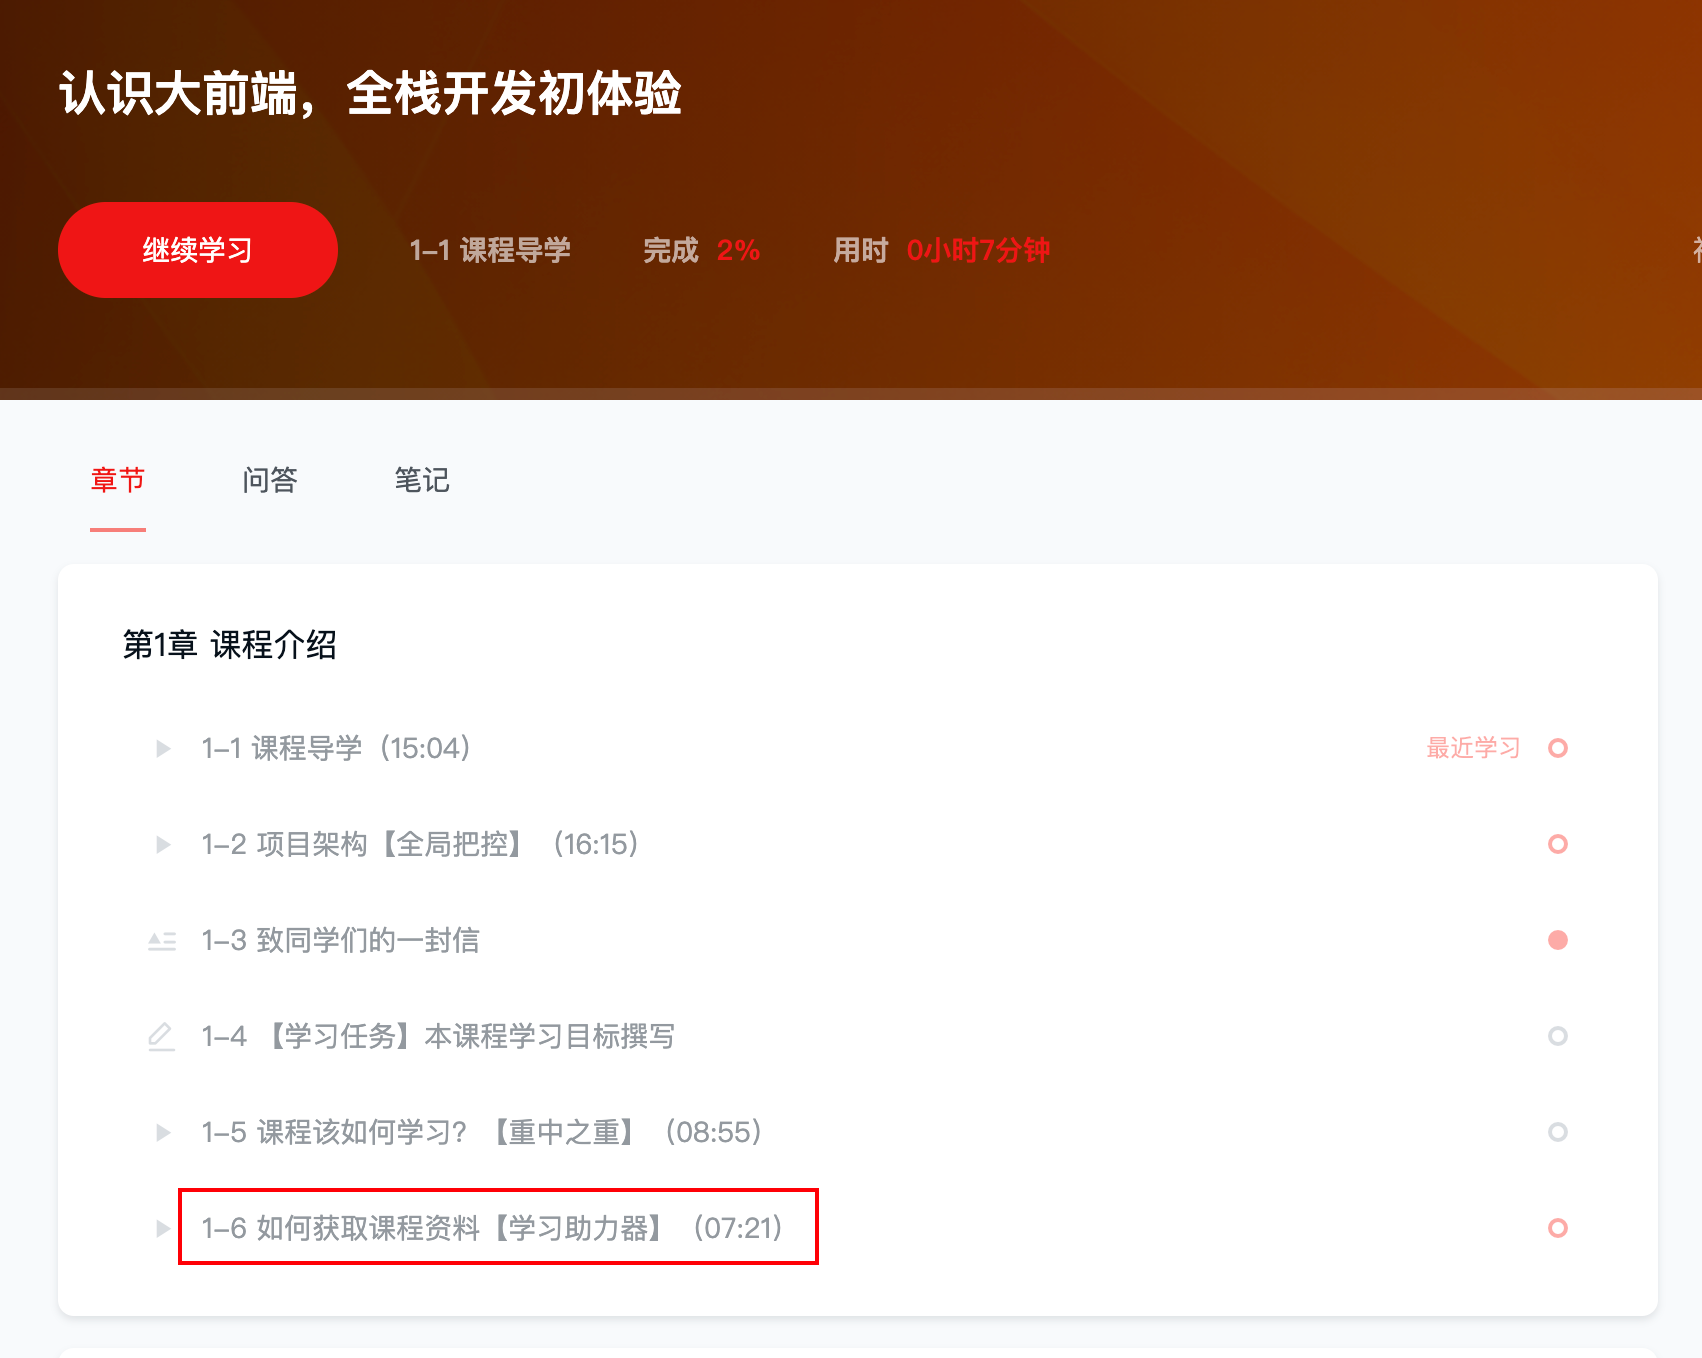 认识大前端，全栈开发初体验
继续学习 1-1 课程导学 完成 2% 用时 0小时7分钟
章节 问答 笔记
第1章 课程介绍
1-1 课程导学（15:04） 最近学习
1-2 项目架构【全局把控】（16:15）
1-3 致同学们的一封信
1-4 【学习任务】本课程学习目标撰写
1-5 课程该如何学习？【重中之重】（08:55）
1-6 如何获取课程资料【学习助力器】（07:21）